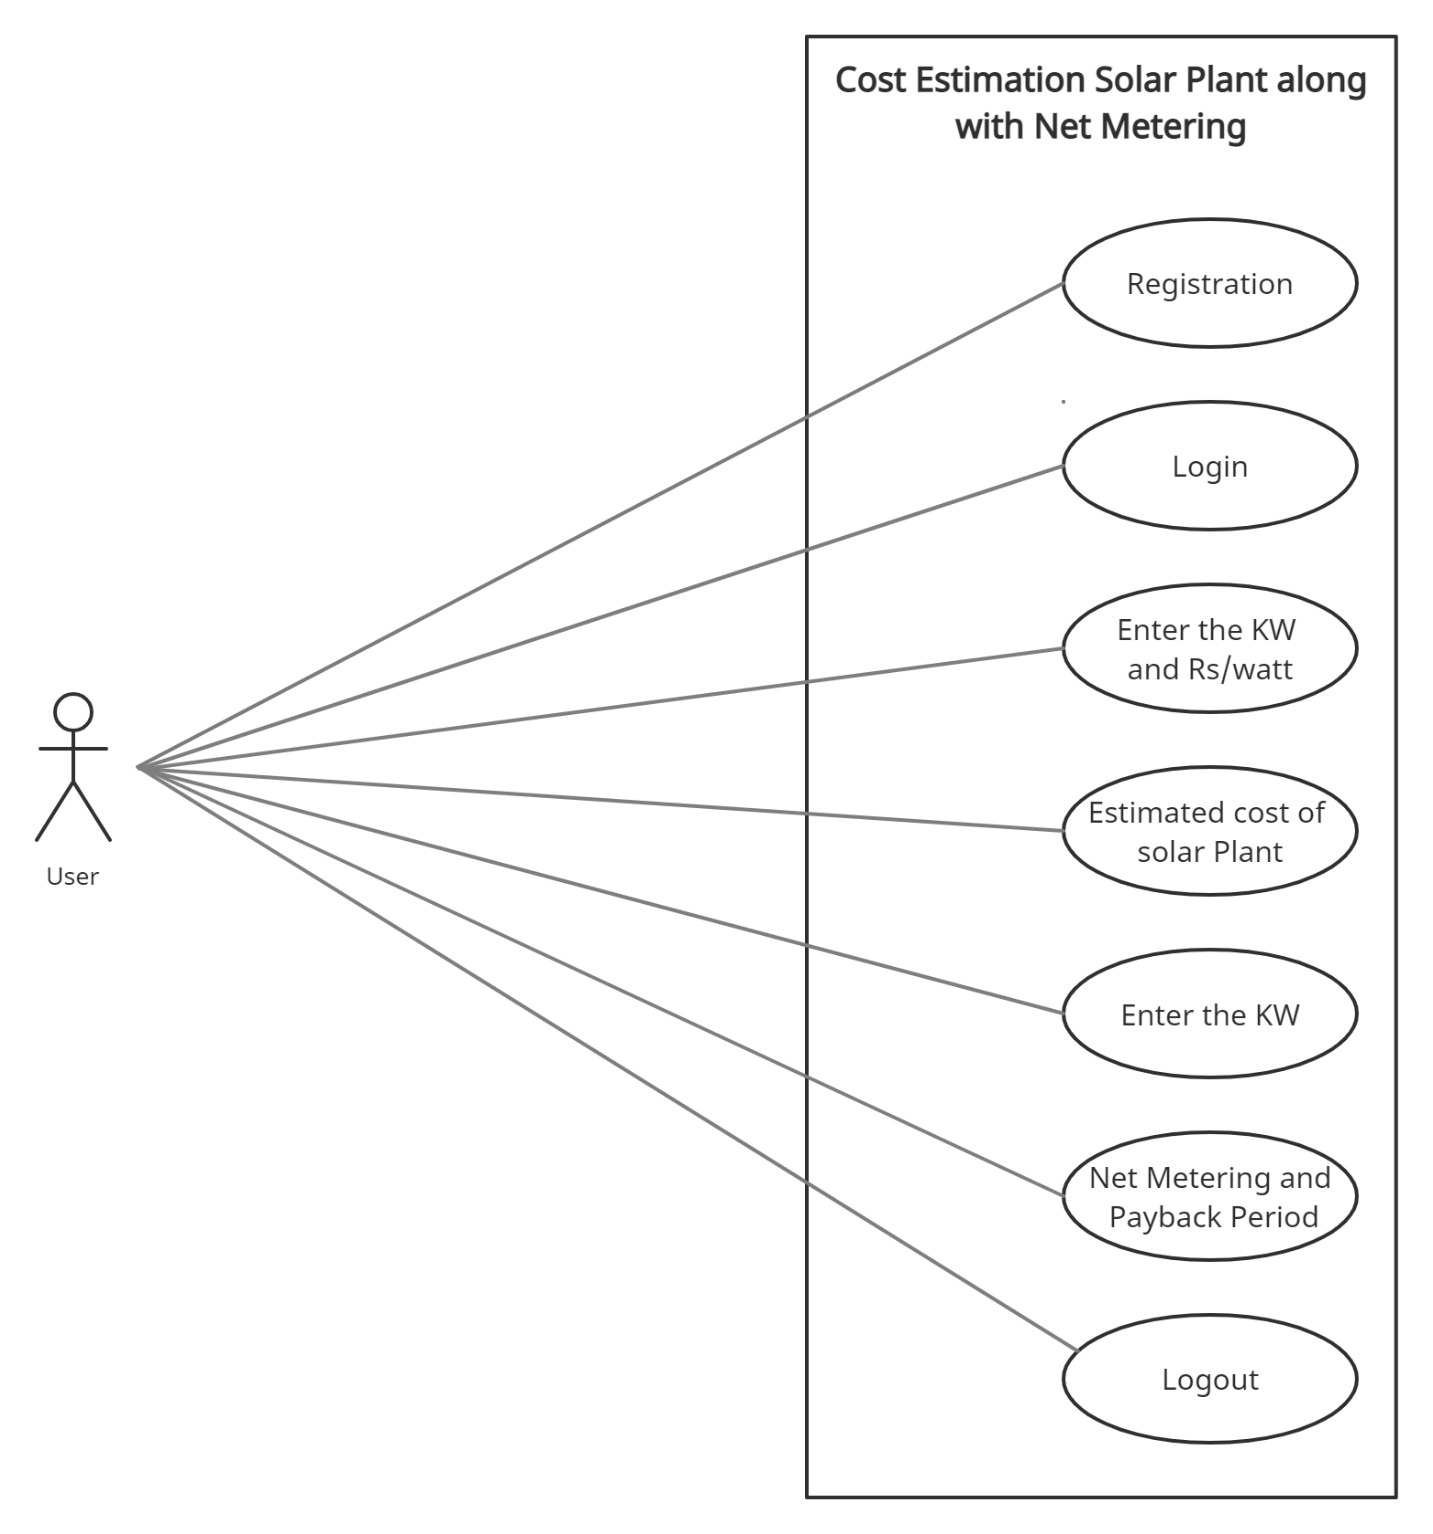 Cost Estimation Solar Plant along
with Net Metering
Registration
Login
Enter the KW
and Rs/watt
User
Estimated cost of
solar Plant
Enter the KW
Net Metering and
Payback Period
Logout